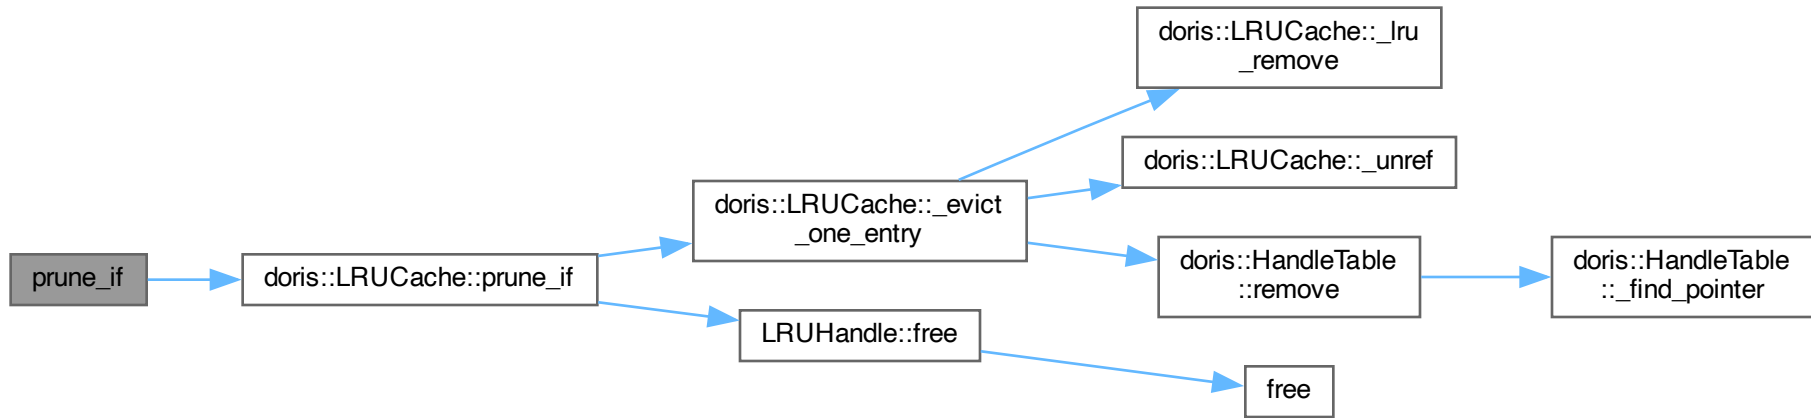 prune_if
doris::LRUCache::prune_if
doris::LRUCache::_evict
_one_entry
LRUHandle::free
doris::LRUCache::_lru
_remove
doris::LRUCache::_unref
doris::HandleTable
::remove
free
doris::HandleTable
::_find_pointer